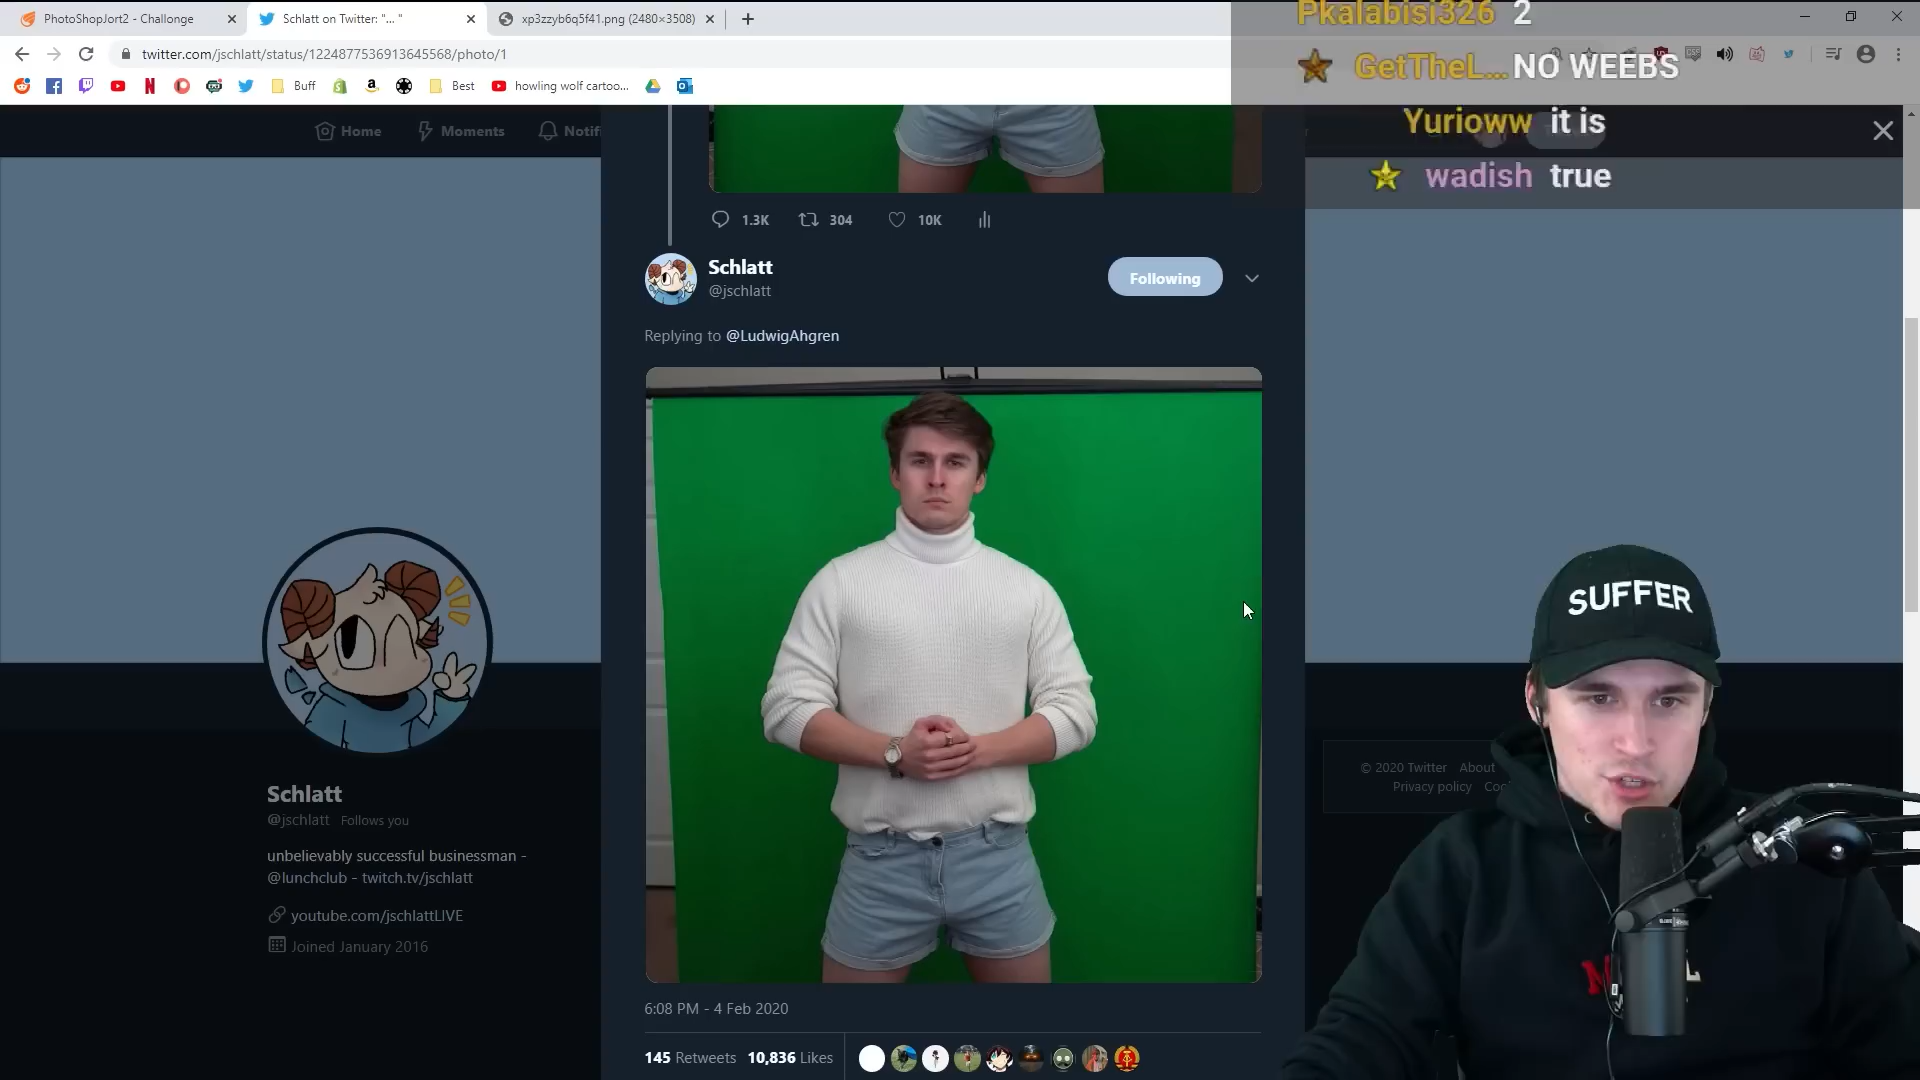 PhotoShopJort2 - Challonge
Schlatt on Twitter: "... "
xp3zzyb6q5f41.png (2480×3508)
Pkalabisi326 2
twitter.com/jschlatt/status/1224877536913645568/photo/1
GetTheL... NO WEEBS
Buff
Best
howling wolf cartoo...
Yurioww it is
Home
Moments
Notifi
wadish true
1.3K
304
10K
Schlatt
@jschlatt
Following
Replying to @LudwigAhgren
SUFFER
Schlatt
@jschlatt Follows you
unbelievably successful businessman -
@lunchclub - twitch.tv/jschlatt
youtube.com/jschlattLIVE
Joined January 2016
© 2020 Twitter About
Privacy policy
6:08 PM - 4 Feb 2020
145 Retweets 10,836 Likes